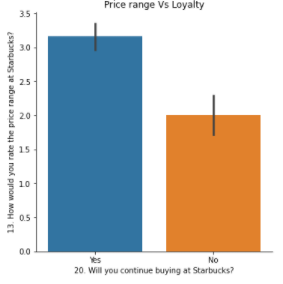 Price range Vs Loyalty
3.5
3.0
2.5
2.0
1.5
1.0
0.5
0.0
13. How would you rate the price range at Starbucks?
Yes
No
20. Will you continue buying at Starbucks?